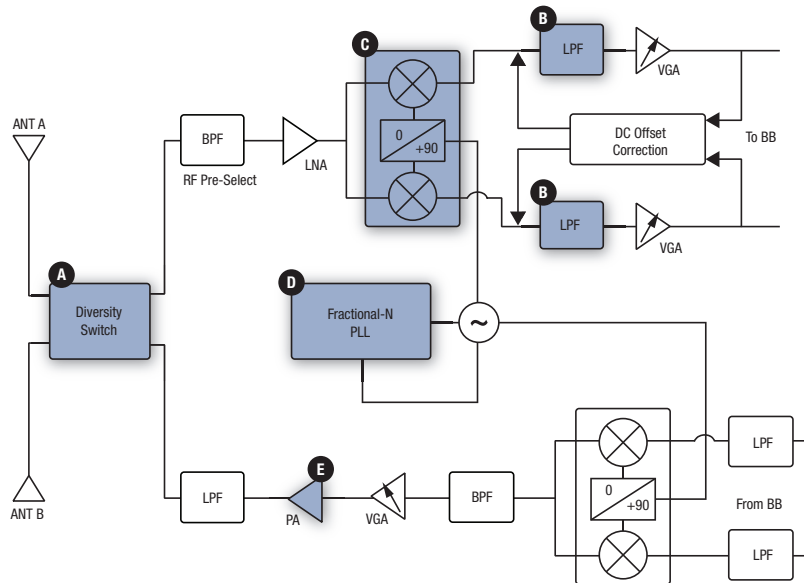 B
C
LPF
VGA
ANT A
BPF
0
+90
DC Offset
Correction
To BB
RF Pre-Select
LNA
B
LPF
VGA
A
Diversity
Switch
D
Fractional-N
PLL
~
E
LPF
PA
VGA
BPF
0
+90
LPF
From BB
LPF
ANT B